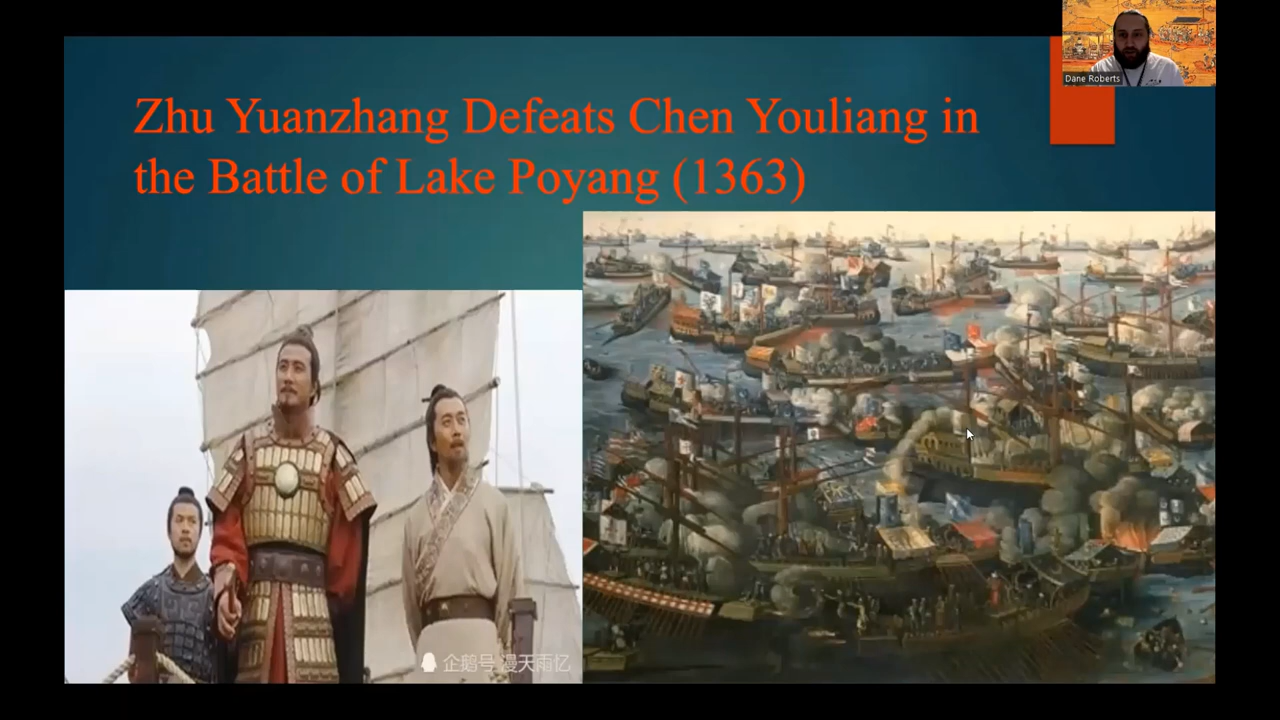 Zhu Yuanzhang Defeats Chen Youliang in
the Battle of Lake Poyang (1363)
Dane Roberts
企鹅号 漫天雨忆